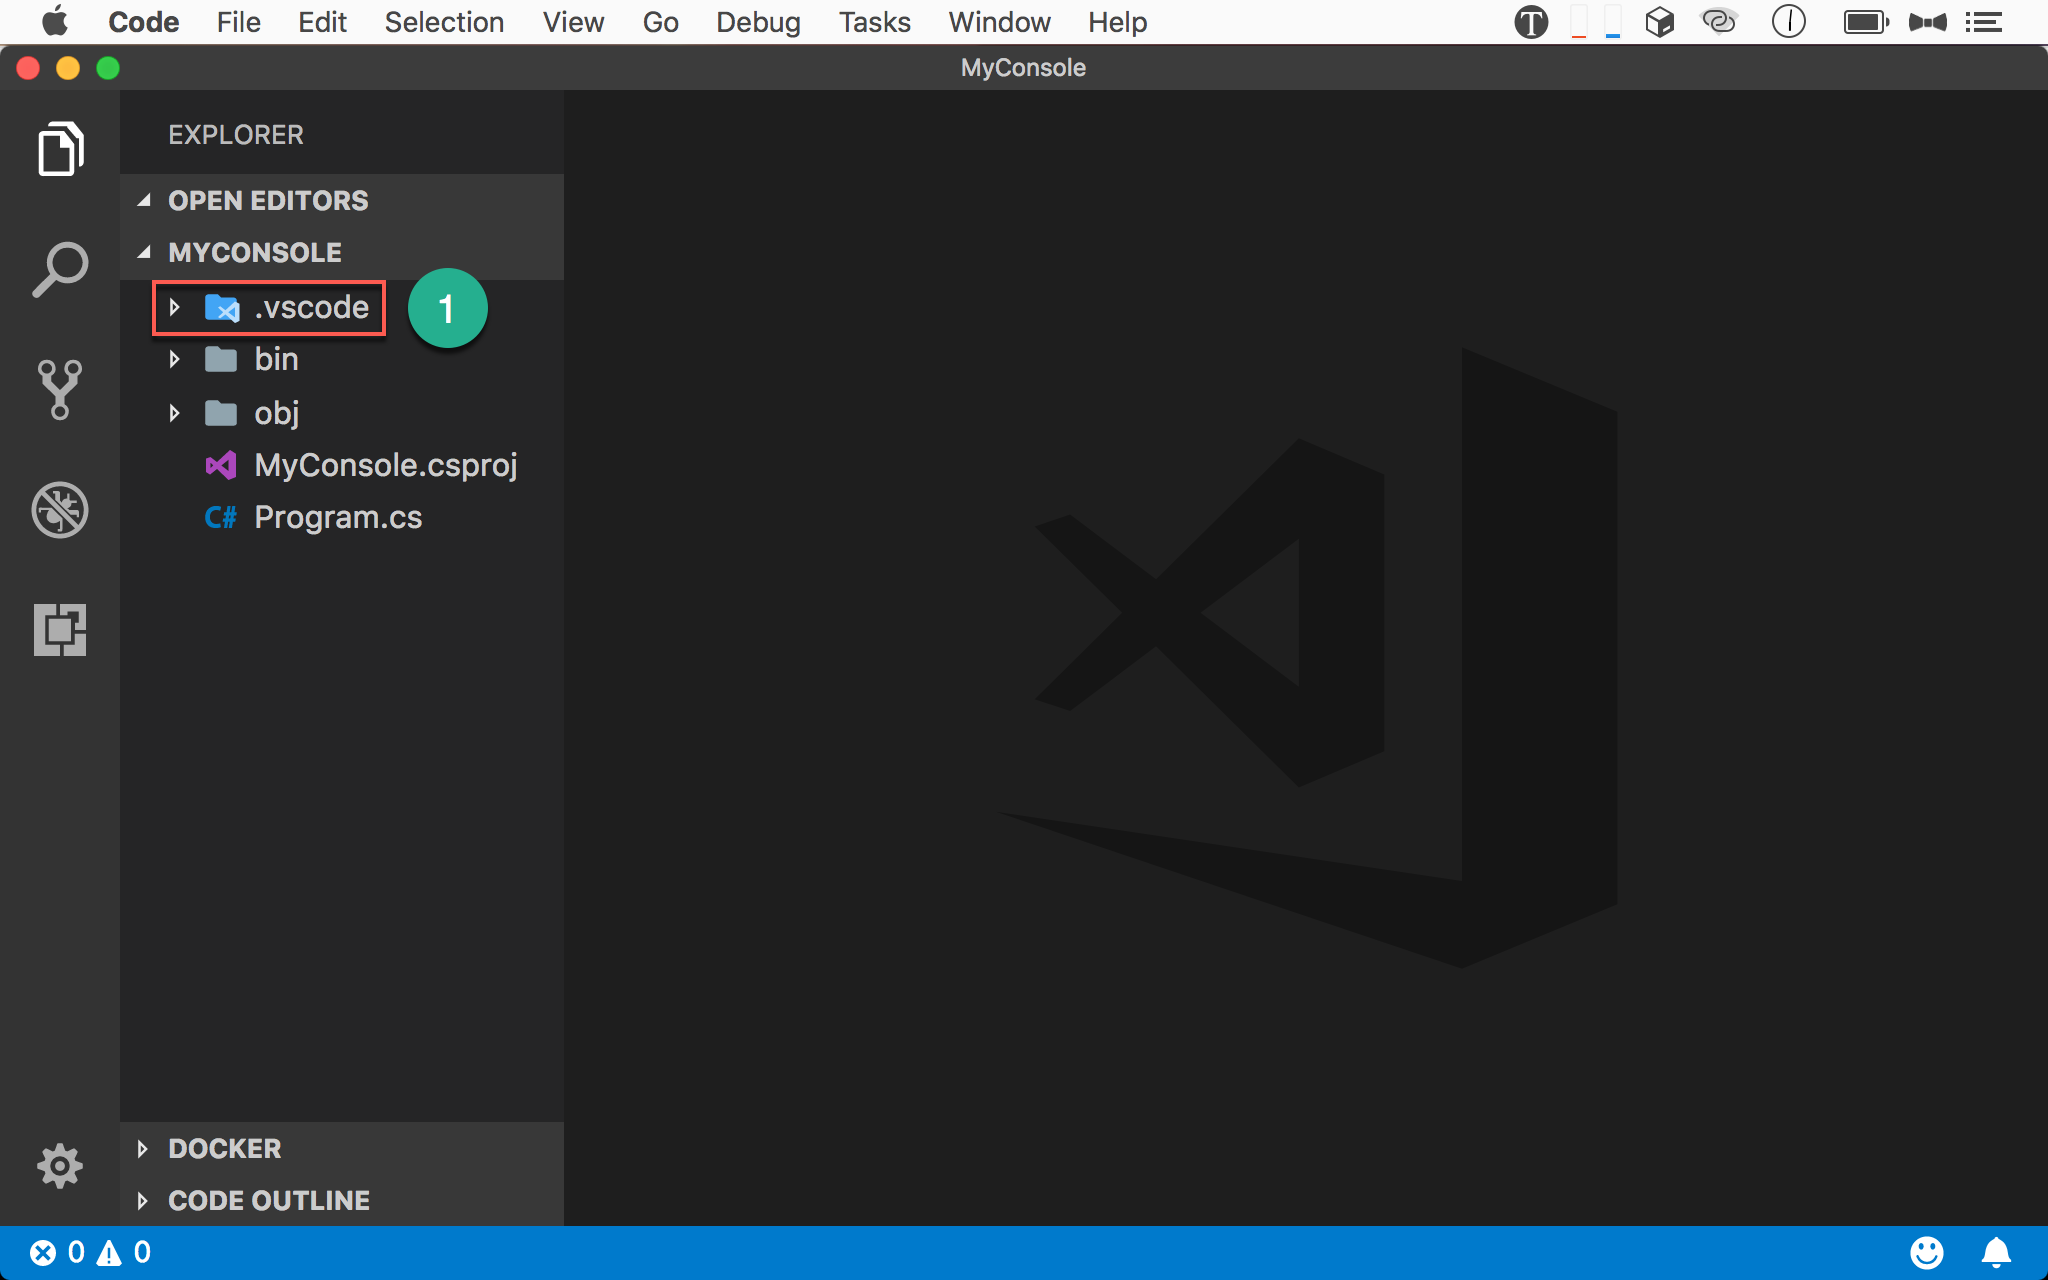 Code File Edit Selection View Go Debug Tasks Window Help
MyConsole
EXPLORER
OPEN EDITORS
MYCONSOLE
.vscode
1
bin
obj
MyConsole.csproj
C# Program.cs
DOCKER
CODE OUTLINE
0 0